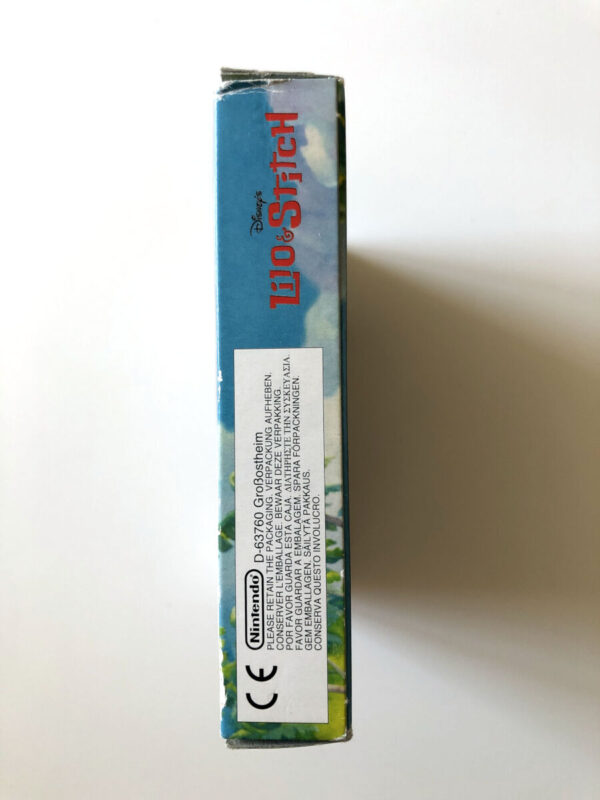 Disney's
Lilo & Stitch
CE Nintendo D-63760 Großostheim
PLEASE RETAIN THE PACKAGING. VERPACKUNG AUFHEBEN.
CONSERVER L'EMBALLAGE. BEWAAR DEZE VERPAKKING.
POR FAVOR GUARDA ESTA CAJA. ΔΙΑΤΗΡΗΣΤΕ ΤΗΝ ΣΥΣΚΕΥΑΣΙΑ.
FAVOR GUARDAR A EMBALAGEM. SPARA FÖRPACKNINGEN.
GEM EMBALLAGEN. SÄILYTÄ PAKKAUS.
CONSERVA QUESTO INVOLUCRO.